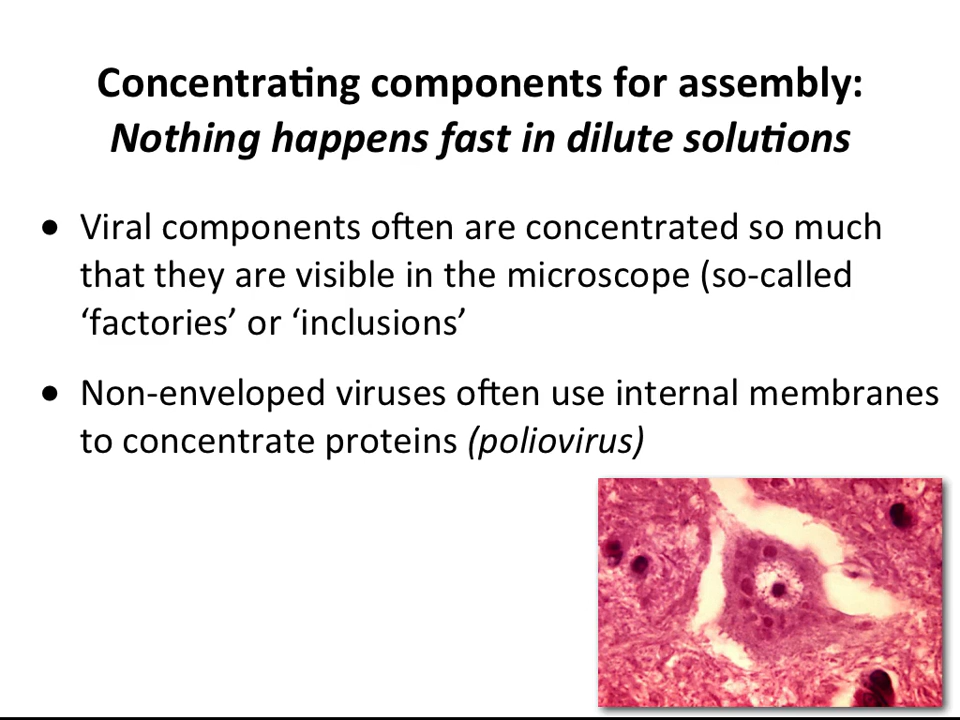 Concentrating components for assembly:
Nothing happens fast in dilute solutions
• Viral components often are concentrated so much
that they are visible in the microscope (so-called
‘factories’ or ‘inclusions’
• Non-enveloped viruses often use internal membranes
to concentrate proteins (poliovirus)